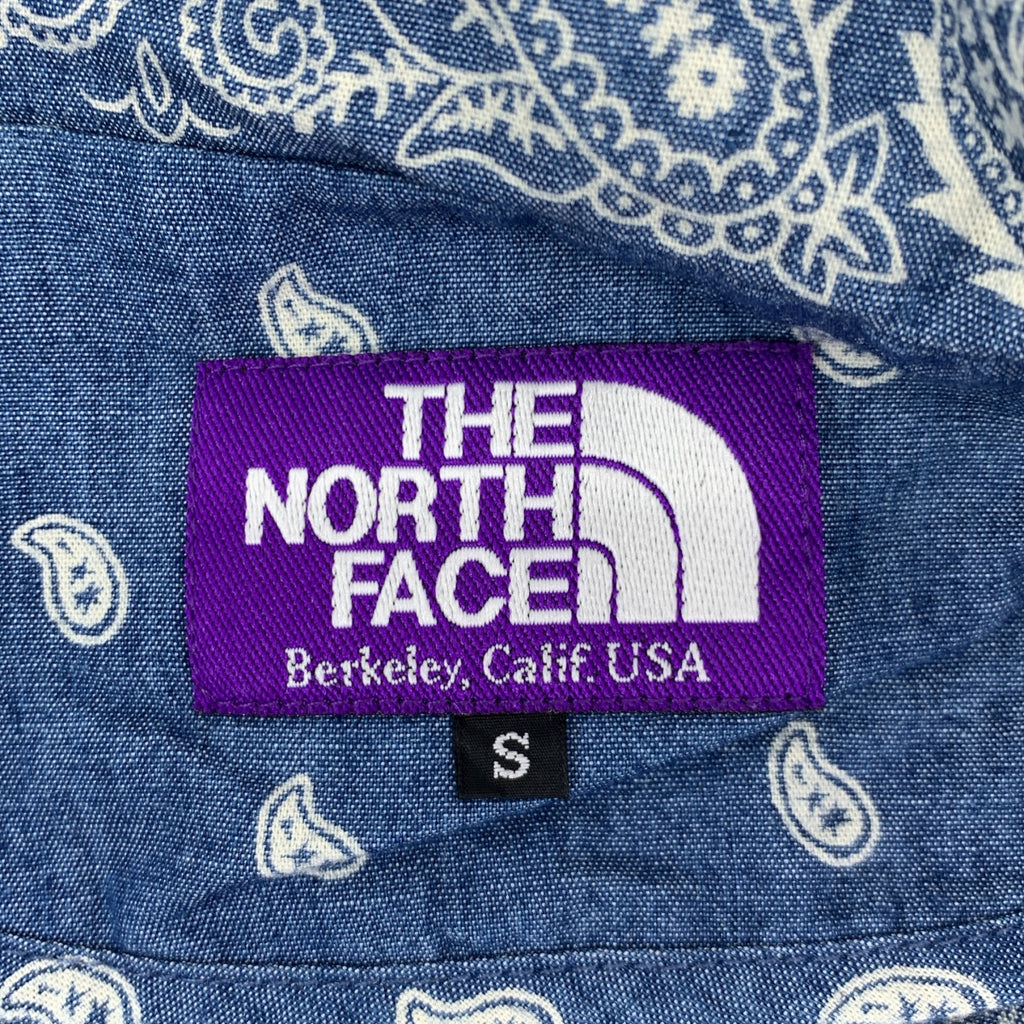 THE
NORTH
FACE
Berkeley, Calif. USA
S